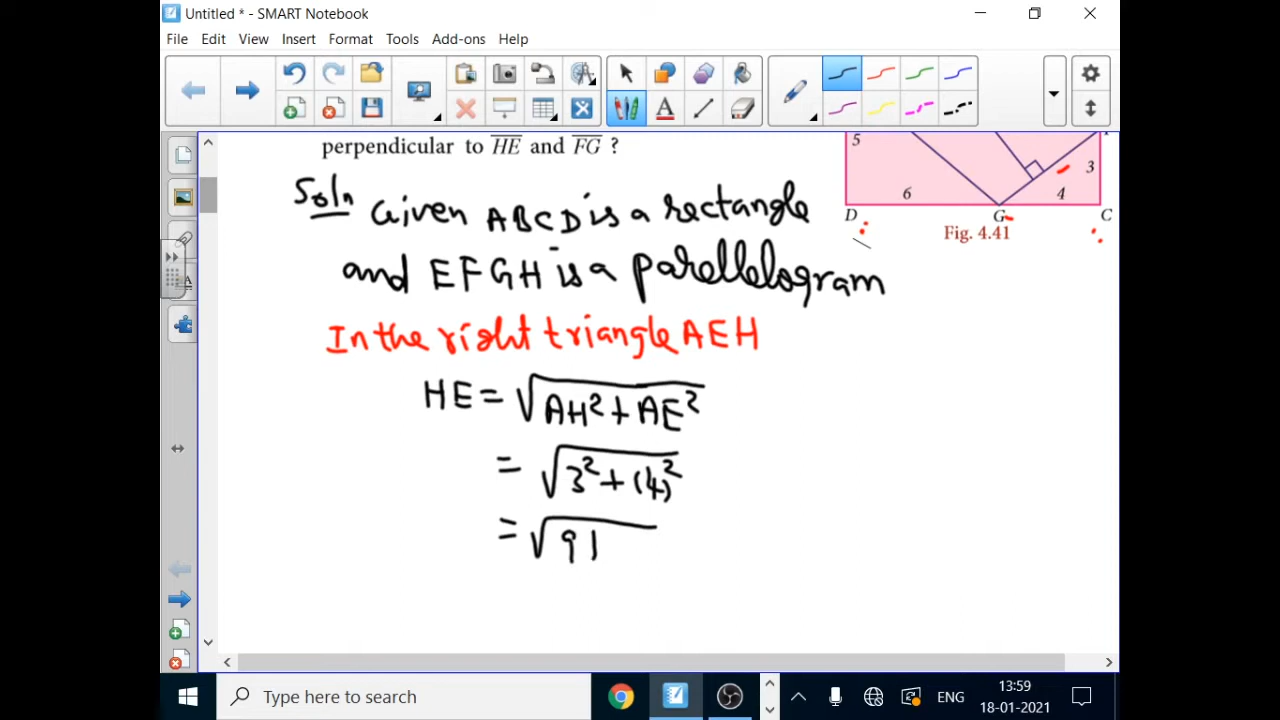 Untitled * - SMART Notebook
File Edit View Insert Format Tools Add-ons Help
perpendicular to HE and FG ?
5
3
6
4
D
G
C
Fig. 4.41
Soln Given ABCD is a rectangle
and EFGH is a parellelogram
In the right triangle AEH
HE = √AH² + AE²
= √3² + (4)²
= √91
Type here to search
ENG
13:59
18-01-2021